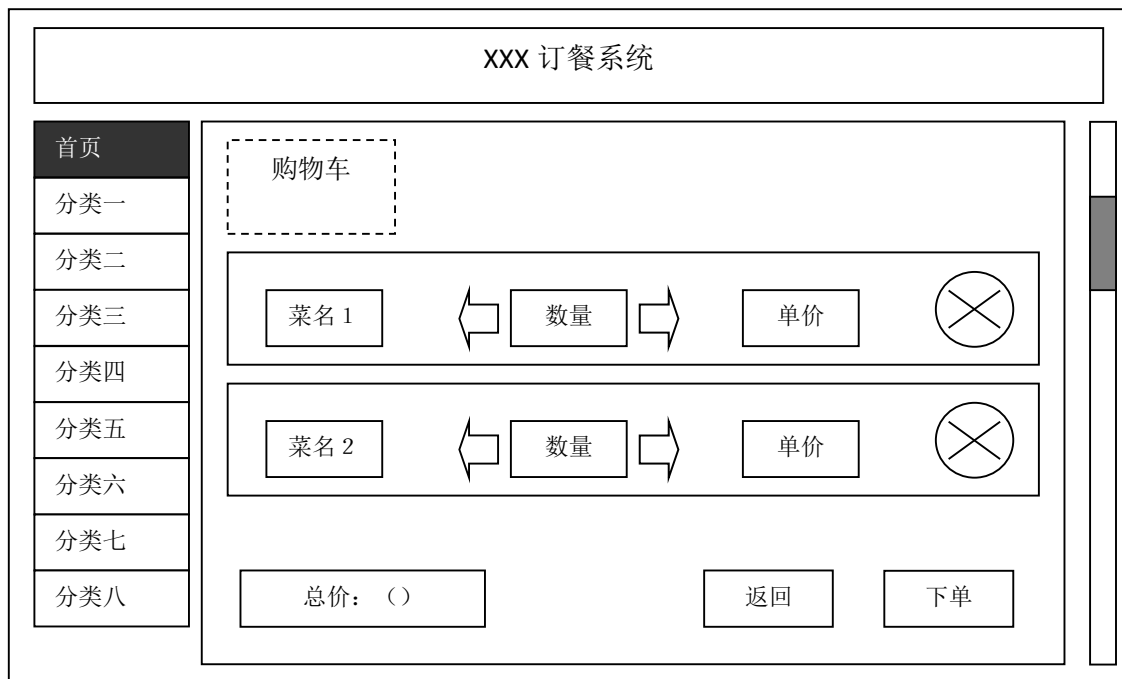 XXX 订餐系统
首页
分类一
分类二
分类三
分类四
分类五
分类六
分类七
分类八
购物车
菜名 1 数量 单价
菜名 2 数量 单价
总价：（） 返回 下单